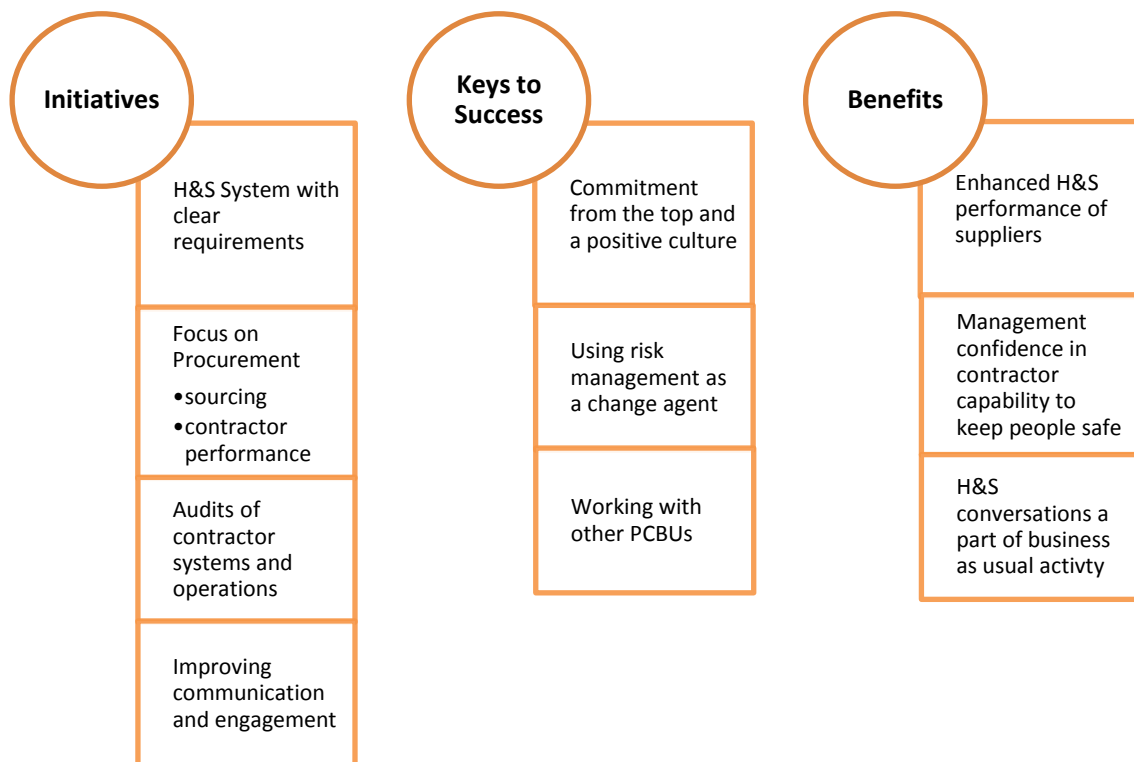 Initiatives
H&S System with
clear
requirements
Focus on
Procurement
•sourcing
•contractor
performance
Audits of
contractor
systems and
operations
Improving
communication
and engagement
Keys to
Success
Commitment
from the top and
a positive culture
Using risk
management as
a change agent
Working with
other PCBUs
Benefits
Enhanced H&S
performance of
suppliers
Management
confidence in
contractor
capability to
keep people safe
H&S
conversations a
part of business
as usual activty